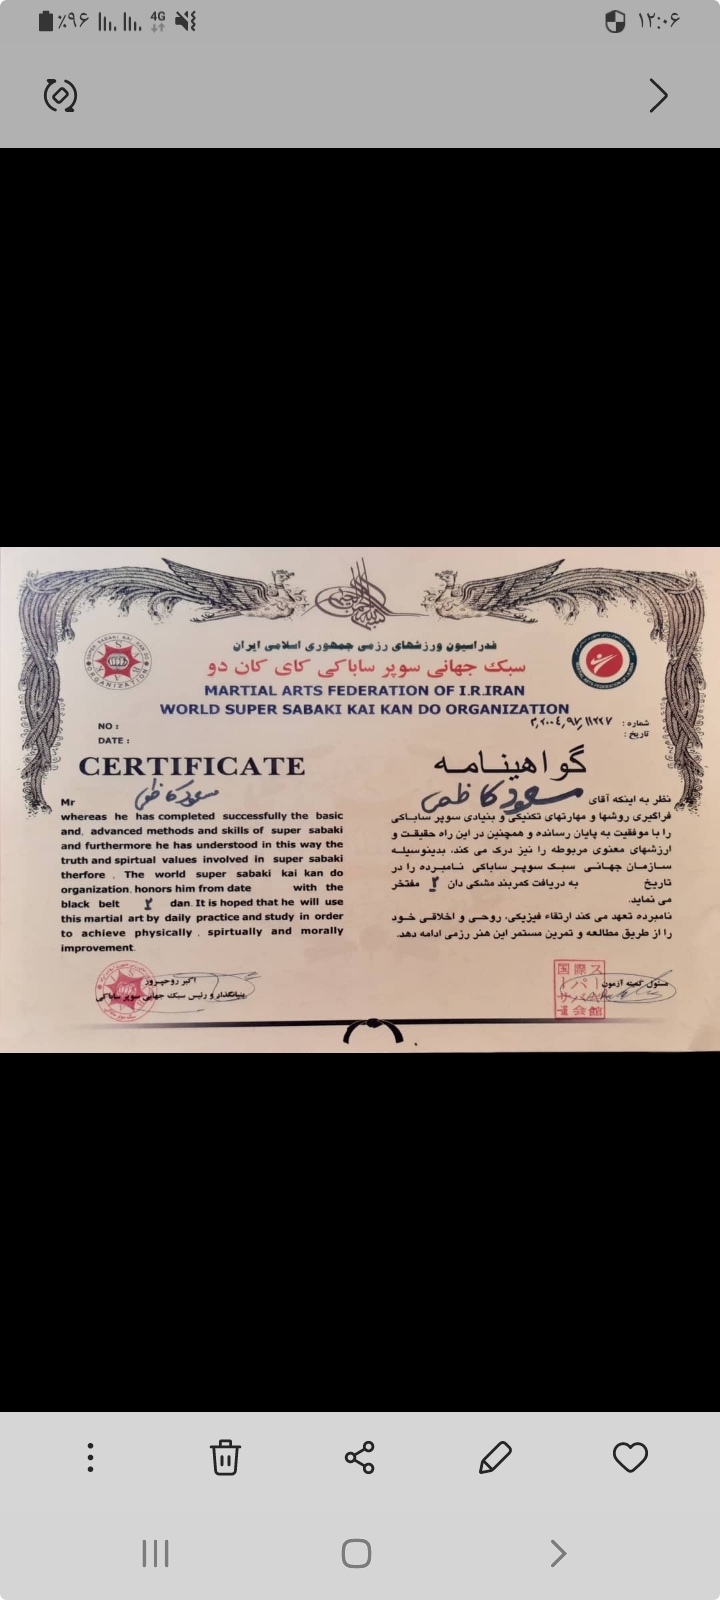 ٪۹۶ 4G ۱۲:۰۶
فدراسیون ورزشهای رزمی جمهوری اسلامی ایران
سبک جهانی سوپر ساباکی کای کان دو
MARTIAL ARTS FEDERATION OF I.R.IRAN
WORLD SUPER SABAKI KAI KAN DO ORGANIZATION
NO :
DATE :
CERTIFICATE
Mr مسعود کاظمی
whereas he has completed successfully the basic
and, advanced methods and skills of super sabaki
and furthermore he has understood in this way the
truth and spirtual values involved in super sabaki
therfore . The world super sabaki kai kan do
organization, honors him from date with the
black belt ۲ dan. It is hoped that he will use
this martial art by daily practice and study in order
to achieve physically , spirtually and morally
improvement.
شماره :
تاریخ :
گواهینامه
نظر به اینکه آقای مسعود کاظمی
فراگیری روشها و مهارتهای تکنیکی و بنیادی سوپر ساباکی
را با موفقیت به پایان رسانده و همچنین در این راه حقیقت و
ارزشهای معنوی مربوطه را نیز درک می کند، بدینوسیله
سازمان جهانی سبک سوپر ساباکی نامبرده را در
تاریخ به دریافت کمربند مشکی دان ۲ مفتخر
می نماید.
نامبرده تعهد می کند ارتقاء فیزیکی، روحی و اخلاقی خود
را از طریق مطالعه و تمرین مستمر این هنر رزمی ادامه دهد.
اکبر روحپرور
بنیانگذار و رئیس سبک جهانی سوپر ساباکی
مسئول کمیته آزمون